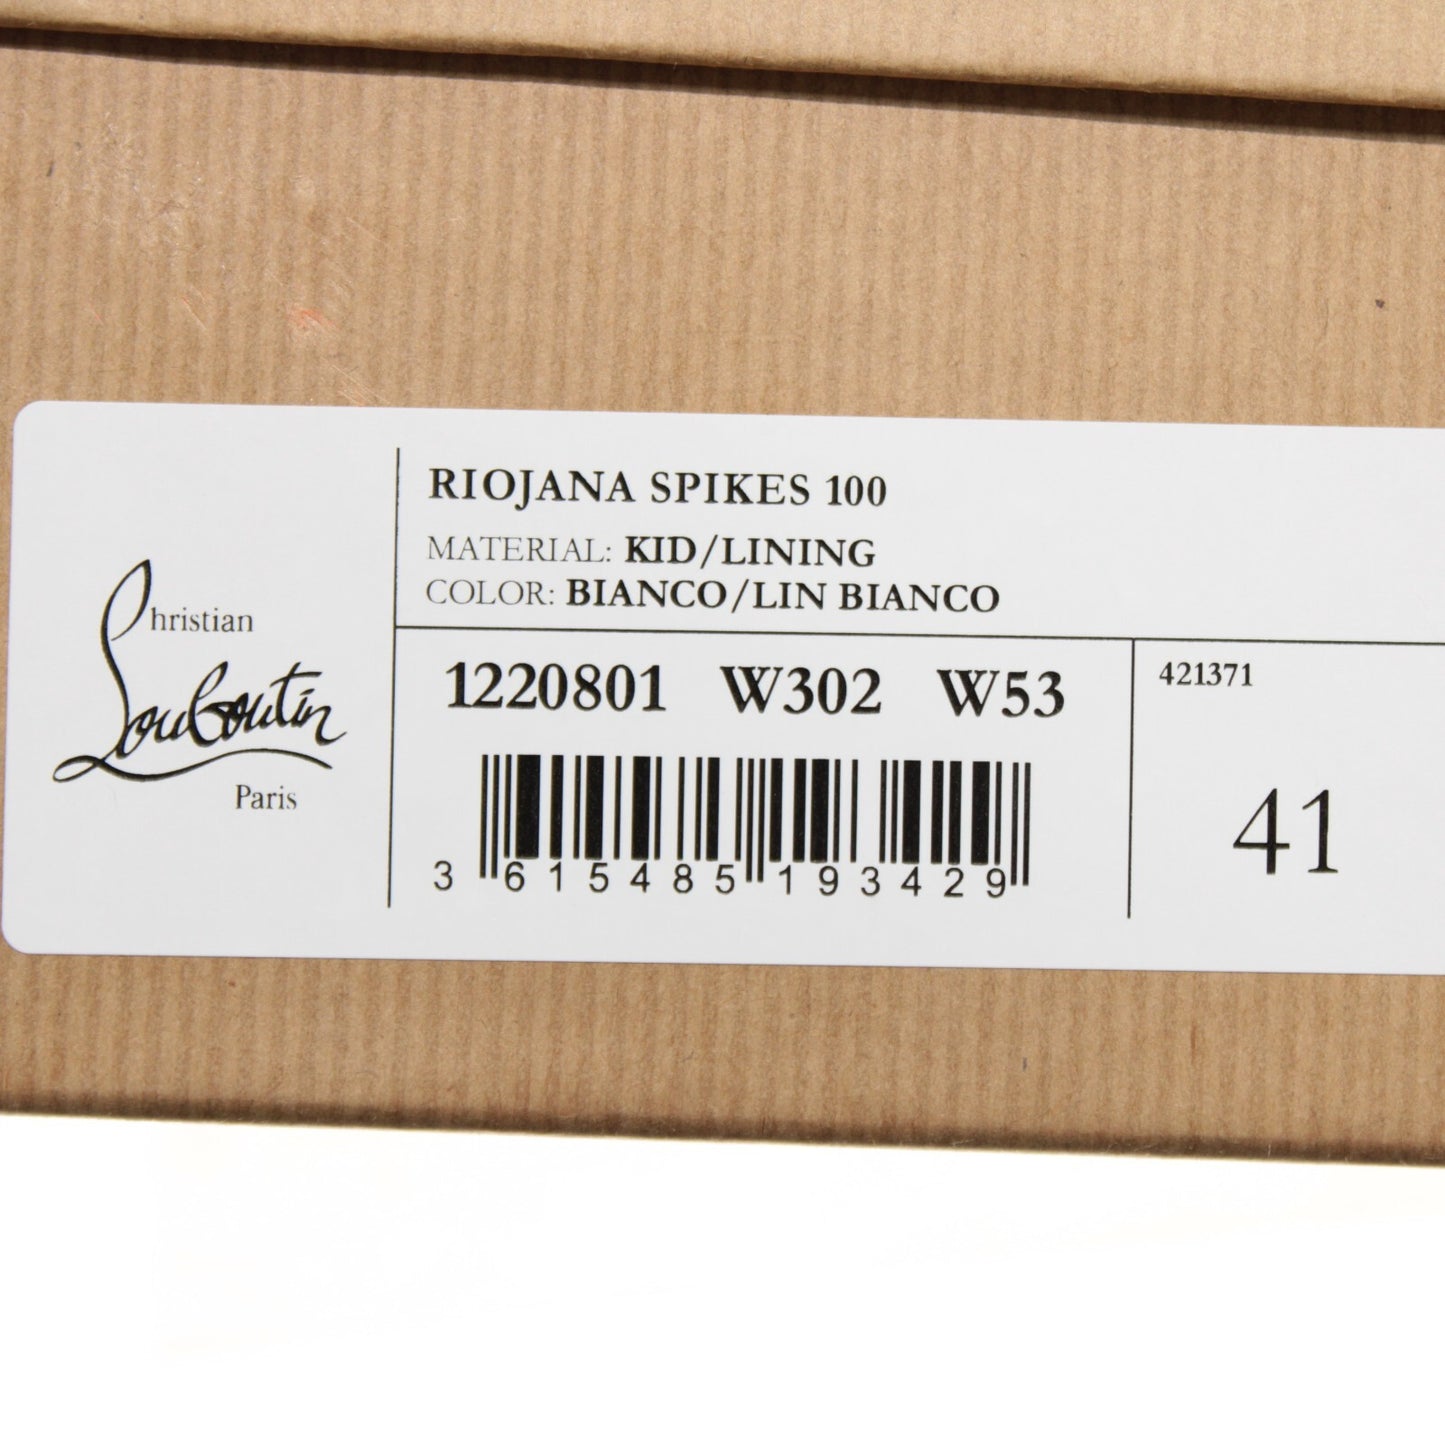 Christian
Louboutin
Paris
RIOJANA SPIKES 100
MATERIAL: KID/LINING
COLOR: BIANCO/LIN BIANCO
1220801 W302 W53
3 615485 193429
421371
41